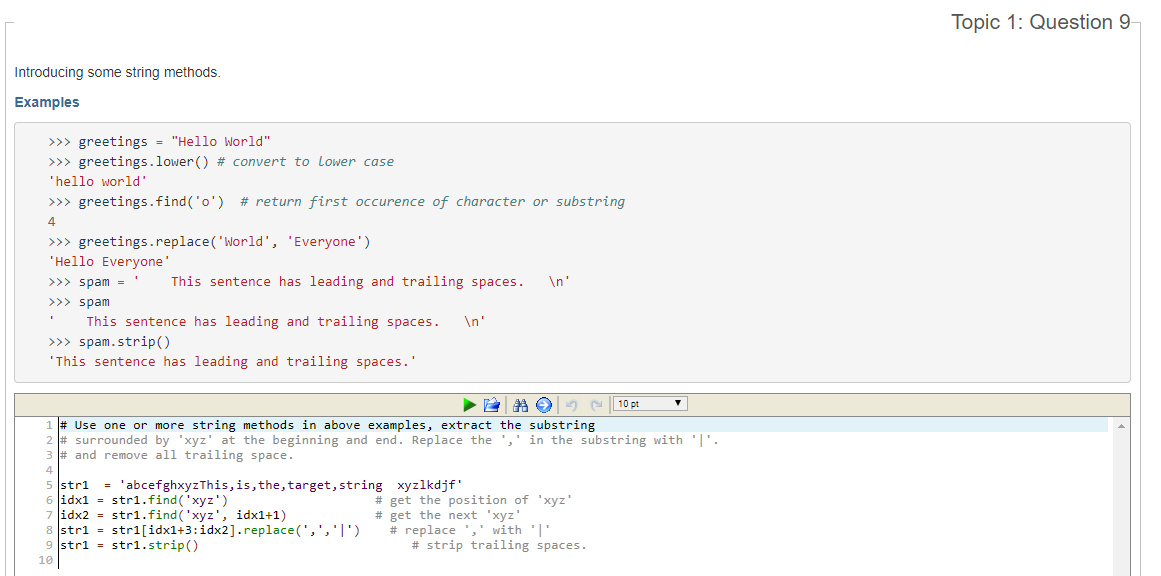 Topic 1: Question 9
Introducing some string methods.
Examples
>>> greetings = "Hello World"
>>> greetings.lower() # convert to lower case
'hello world'
>>> greetings.find('o')  # return first occurence of character or substring
4
>>> greetings.replace('World', 'Everyone')
'Hello Everyone'
>>> spam = '    This sentence has leading and trailing spaces.   \n'
>>> spam
'    This sentence has leading and trailing spaces.   \n'
>>> spam.strip()
'This sentence has leading and trailing spaces.'
10 pt
1 # Use one or more string methods in above examples, extract the substring
2 # surrounded by 'xyz' at the beginning and end. Replace the ',' in the substring with '|'.
3 # and remove all trailing space.
4
5 str1  = 'abcefghxyzThis,is,the,target,string  xyzlkdjf'
6 idx1 = str1.find('xyz')                    # get the position of 'xyz'
7 idx2 = str1.find('xyz', idx1+1)            # get the next 'xyz'
8 str1 = str1[idx1+3:idx2].replace(',','|')    # replace ',' with '|'
9 str1 = str1.strip()                             # strip trailing spaces.
10